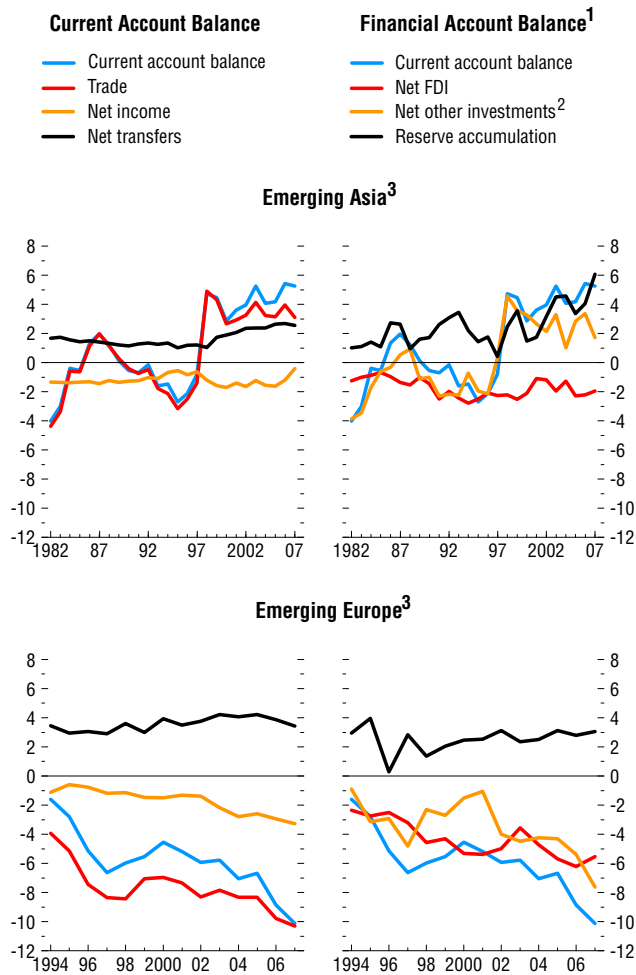 Current Account Balance
Current account balance
Trade
Net income
Net transfers
Financial Account Balance1
Current account balance
Net FDI
Net other investments2
Reserve accumulation
Emerging Asia3
8
6
4
2
0
-2
-4
-6
-8
-10
-12
1982 87 92 97 2002 07
8
6
4
2
0
-2
-4
-6
-8
-10
-12
1982 87 92 97 2002 07
Emerging Europe3
8
6
4
2
0
-2
-4
-6
-8
-10
-12
1994 96 98 2000 02 04 06
8
6
4
2
0
-2
-4
-6
-8
-10
-12
1994 96 98 2000 02 04 06